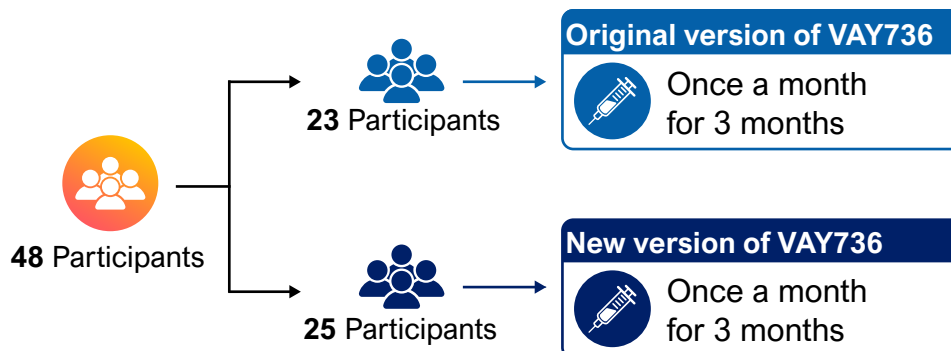 48 Participants
23 Participants
Original version of VAY736
Once a month
for 3 months
25 Participants
New version of VAY736
Once a month
for 3 months